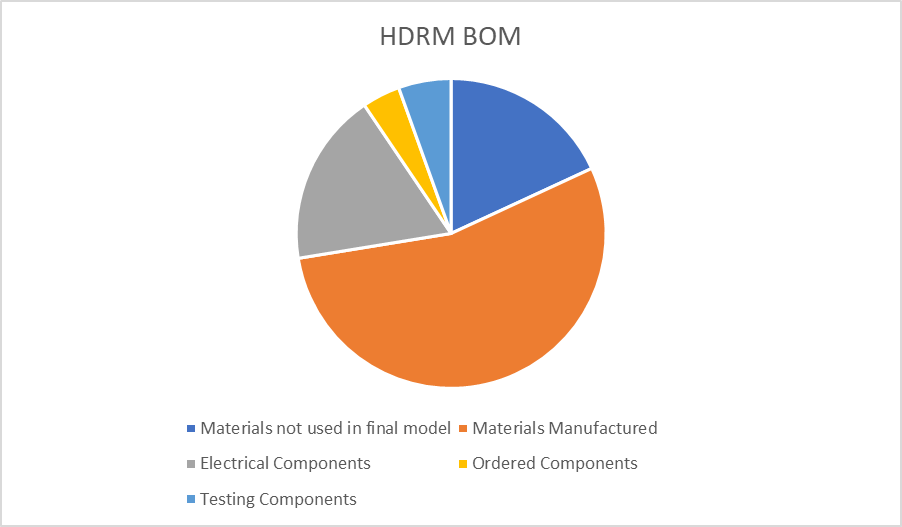 HDRM BOM
Materials not used in final model Materials Manufactured
Electrical Components Ordered Components
Testing Components